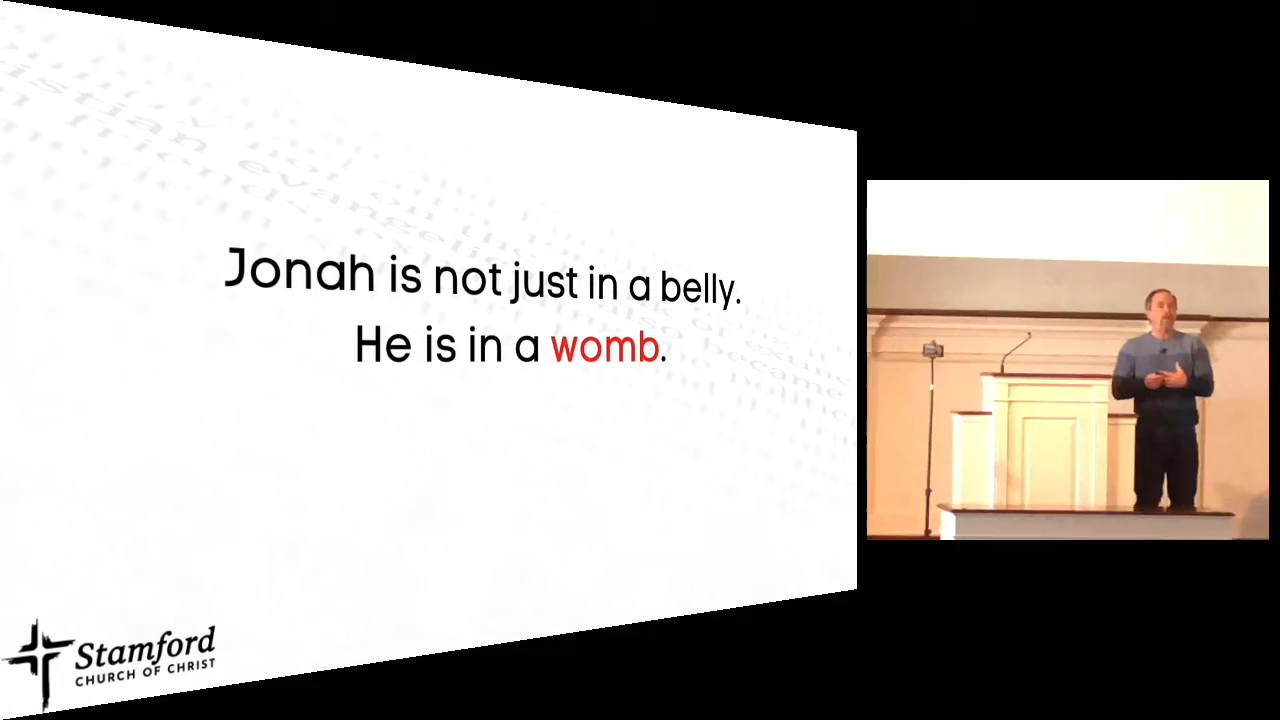 Jonah is not just in a belly.
He is in a womb.
Stamford
CHURCH OF CHRIST